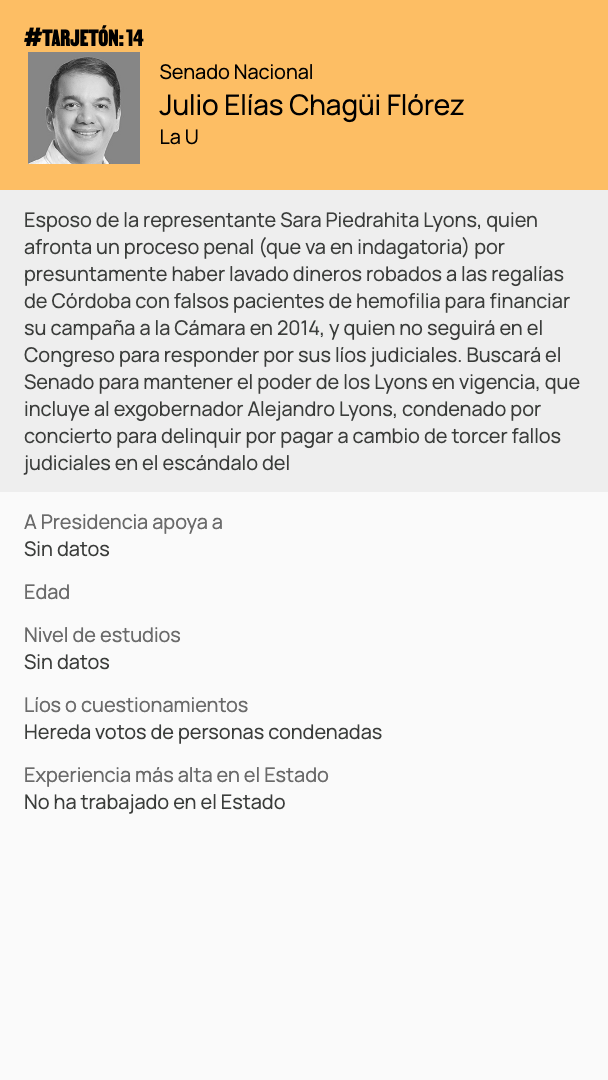 #TARJETÓN: 14
Senado Nacional
Julio Elías Chagüi Flórez
La U
Esposo de la representante Sara Piedrahita Lyons, quien
afronta un proceso penal (que va en indagatoria) por
presuntamente haber lavado dineros robados a las regalías
de Córdoba con falsos pacientes de hemofilia para financiar
su campaña a la Cámara en 2014, y quien no seguirá en el
Congreso para responder por sus líos judiciales. Buscará el
Senado para mantener el poder de los Lyons en vigencia, que
incluye al exgobernador Alejandro Lyons, condenado por
concierto para delinquir por pagar a cambio de torcer fallos
judiciales en el escándalo del
A Presidencia apoya a
Sin datos
Edad
Nivel de estudios
Sin datos
Líos o cuestionamientos
Hereda votos de personas condenadas
Experiencia más alta en el Estado
No ha trabajado en el Estado